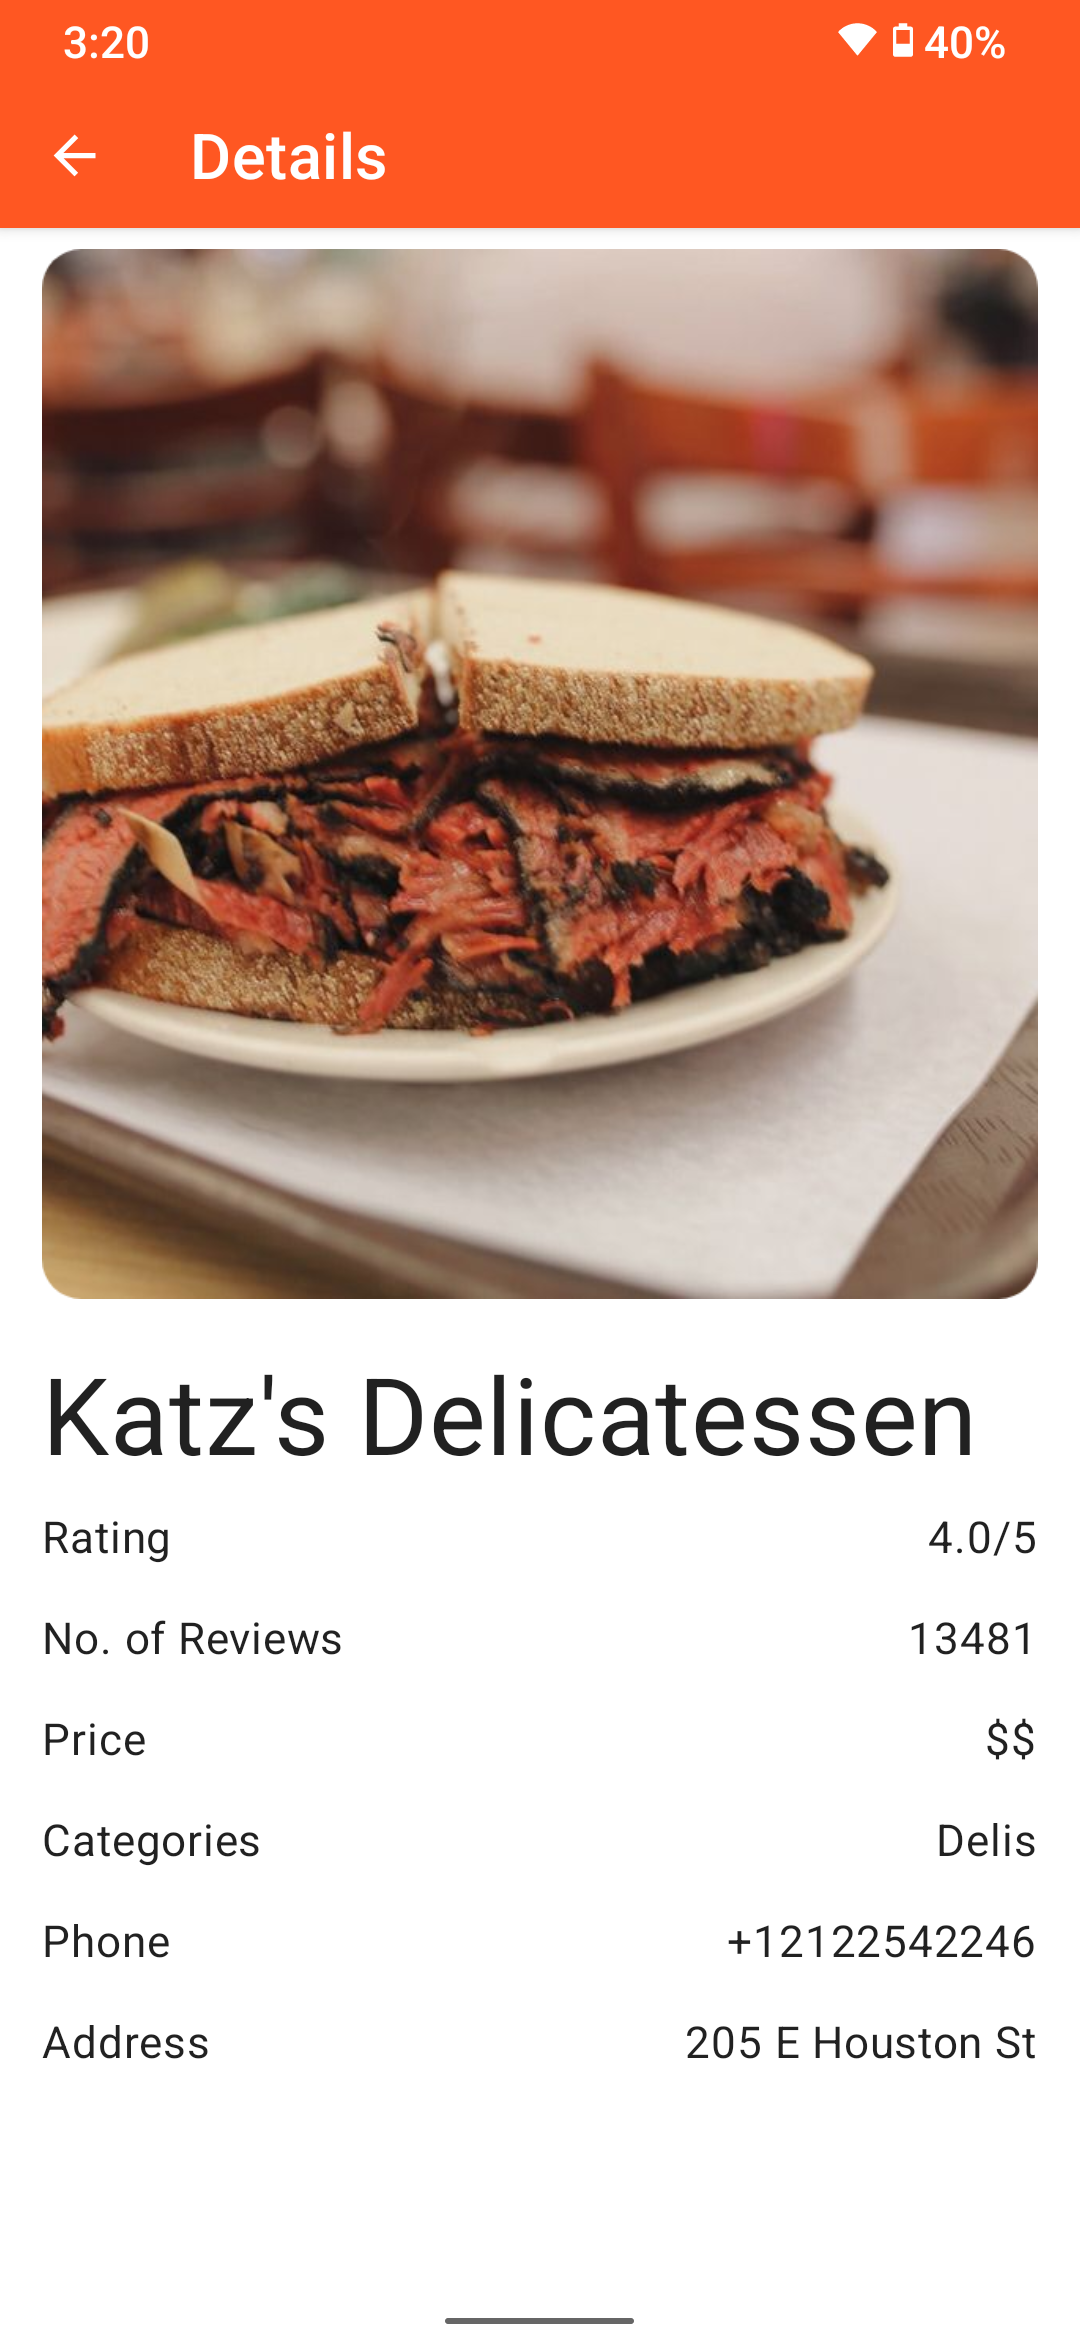 3:20 40%
Details
Katz's Delicatessen
Rating 4.0/5
No. of Reviews 13481
Price $$
Categories Delis
Phone +12122542246
Address 205 E Houston St